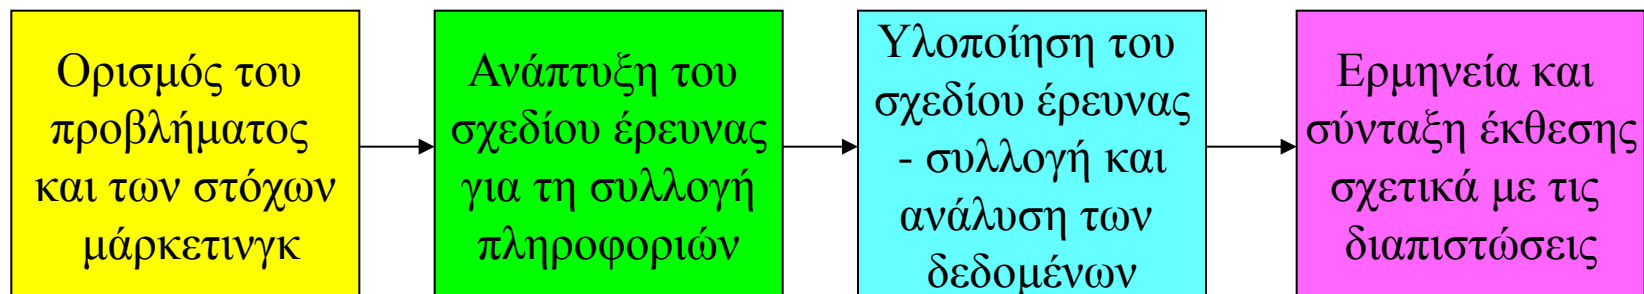 Ορισμός του
προβλήματος
και των στόχων
μάρκετινγκ
Ανάπτυξη του
σχεδίου έρευνας
για τη συλλογή
πληροφοριών
Υλοποίηση του
σχεδίου έρευνας
- συλλογή και
ανάλυση των
δεδομένων
Ερμηνεία και
σύνταξη έκθεσης
σχετικά με τις
διαπιστώσεις